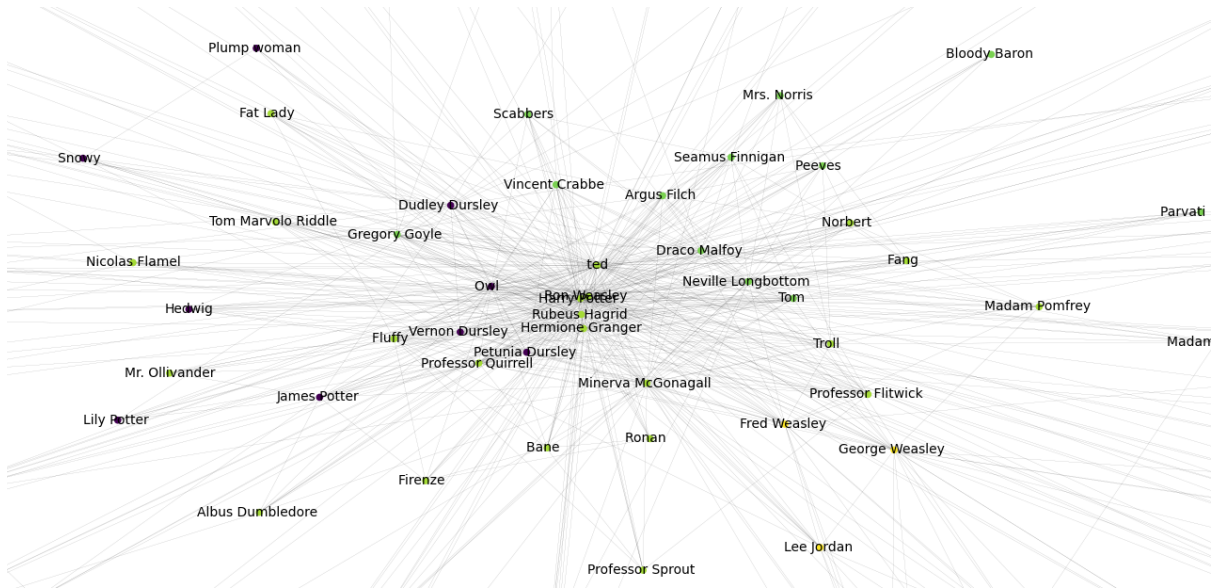 Plump woman
Bloody Baron
Mrs. Norris
Fat Lady
Scabbers
Snowy
Seamus Finnigan
Peeves
Vincent Crabbe
Argus Filch
Dudley Dursley
Parvati
Tom Marvolo Riddle
Norbert
Gregory Goyle
Draco Malfoy
Nicolas Flamel
ted
Fang
Neville Longbottom
Owl
Ron Weasley
Harry Potter
Tom
Hedwig
Madam Pomfrey
Rubeus Hagrid
Hermione Granger
Vernon Dursley
Fluffy
Troll
Madam
Petunia Dursley
Professor Quirrell
Mr. Ollivander
Minerva McGonagall
James Potter
Professor Flitwick
Lily Potter
Fred Weasley
Ronan
Bane
George Weasley
Firenze
Albus Dumbledore
Lee Jordan
Professor Sprout